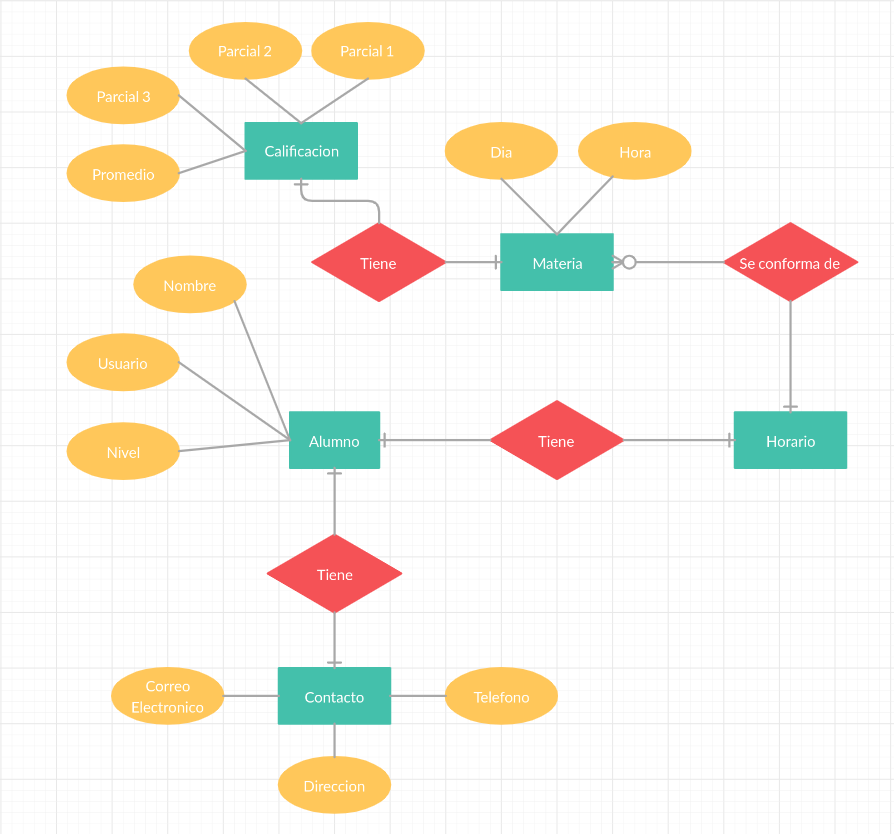 Parcial 2
Parcial 1
Parcial 3
Calificacion
Promedio
Dia
Hora
Tiene
Materia
Se conforma de
Nombre
Usuario
Nivel
Alumno
Tiene
Horario
Tiene
Correo
Electronico
Contacto
Telefono
Direccion